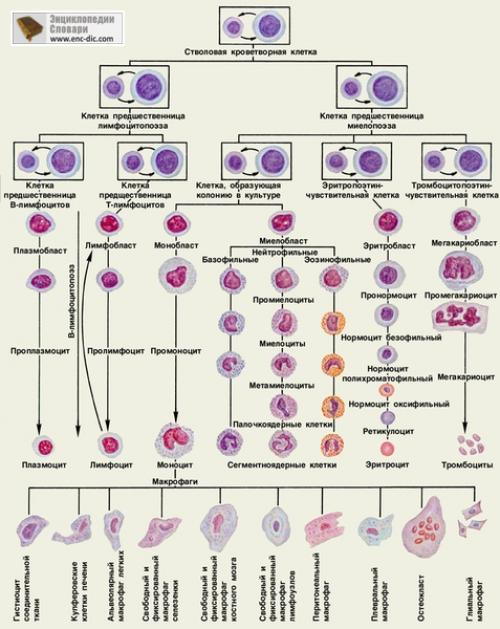 Энциклопедии
Словари
www.enc-dic.com
Стволовая кроветворная клетка
Клетка предшественница
лимфоцитопоэза
Клетка предшественница
миелопоэза
Клетка
предшественница
В-лимфоцитов
Клетка
предшественница
Т-лимфоцитов
Клетка, образующая
колонию в культуре
Эритропоэтин-
чувствительная клетка
Тромбоцитопоэтин-
чувствительная клетка
Плазмобласт
Лимфобласт
Монобласт
Миелобласт
Эритробласт
Мегакариобласт
Базофильные
Нейтрофильные
Эозинофильные
В-лимфоцитопоэз
Промиелоциты
Пронормоцит
Промегакариоцит
Миелоциты
Нормоцит базофильный
Проплазмоцит
Пролимфоцит
Промоноцит
Метамиелоциты
Нормоцит
полихроматофильный
Мегакариоцит
Нормоцит оксифильный
Палочкоядерные клетки
Ретикулоцит
Плазмоцит
Лимфоцит
Моноцит
Сегментноядерные клетки
Эритроцит
Тромбоциты
Макрофаги
Гистиоцит
соединительной
ткани
Купферовские
клетки печени
Альвеолярный
макрофаг легких
Свободный и
фиксированный
макрофаг
селезенки
Свободный и
фиксированный
макрофаг
костного мозга
Свободный и
фиксированный
макрофаг
лимфоузлов
Перитонеальный
макрофаг
Плевральный
макрофаг
Остеокласт
Глиальный
макрофаг